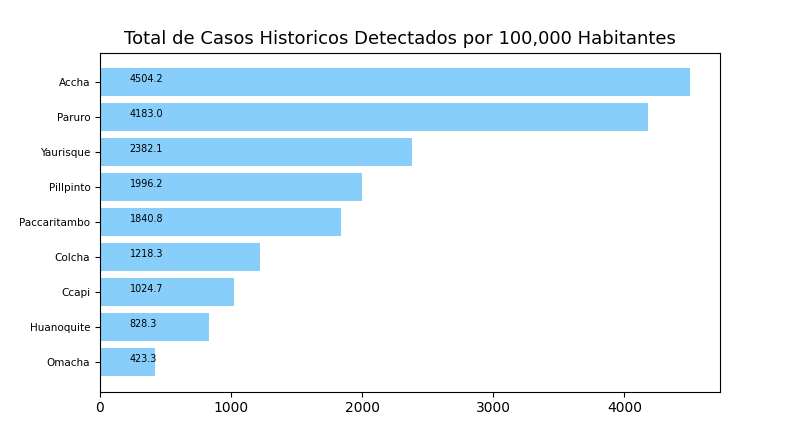 Total de Casos Historicos Detectados por 100,000 Habitantes
Accha 4504.2
Paruro 4183.0
Yaurisque 2382.1
Pillpinto 1996.2
Paccaritambo 1840.8
Colcha 1218.3
Ccapi 1024.7
Huanoquite 828.3
Omacha 423.3
0 1000 2000 3000 4000